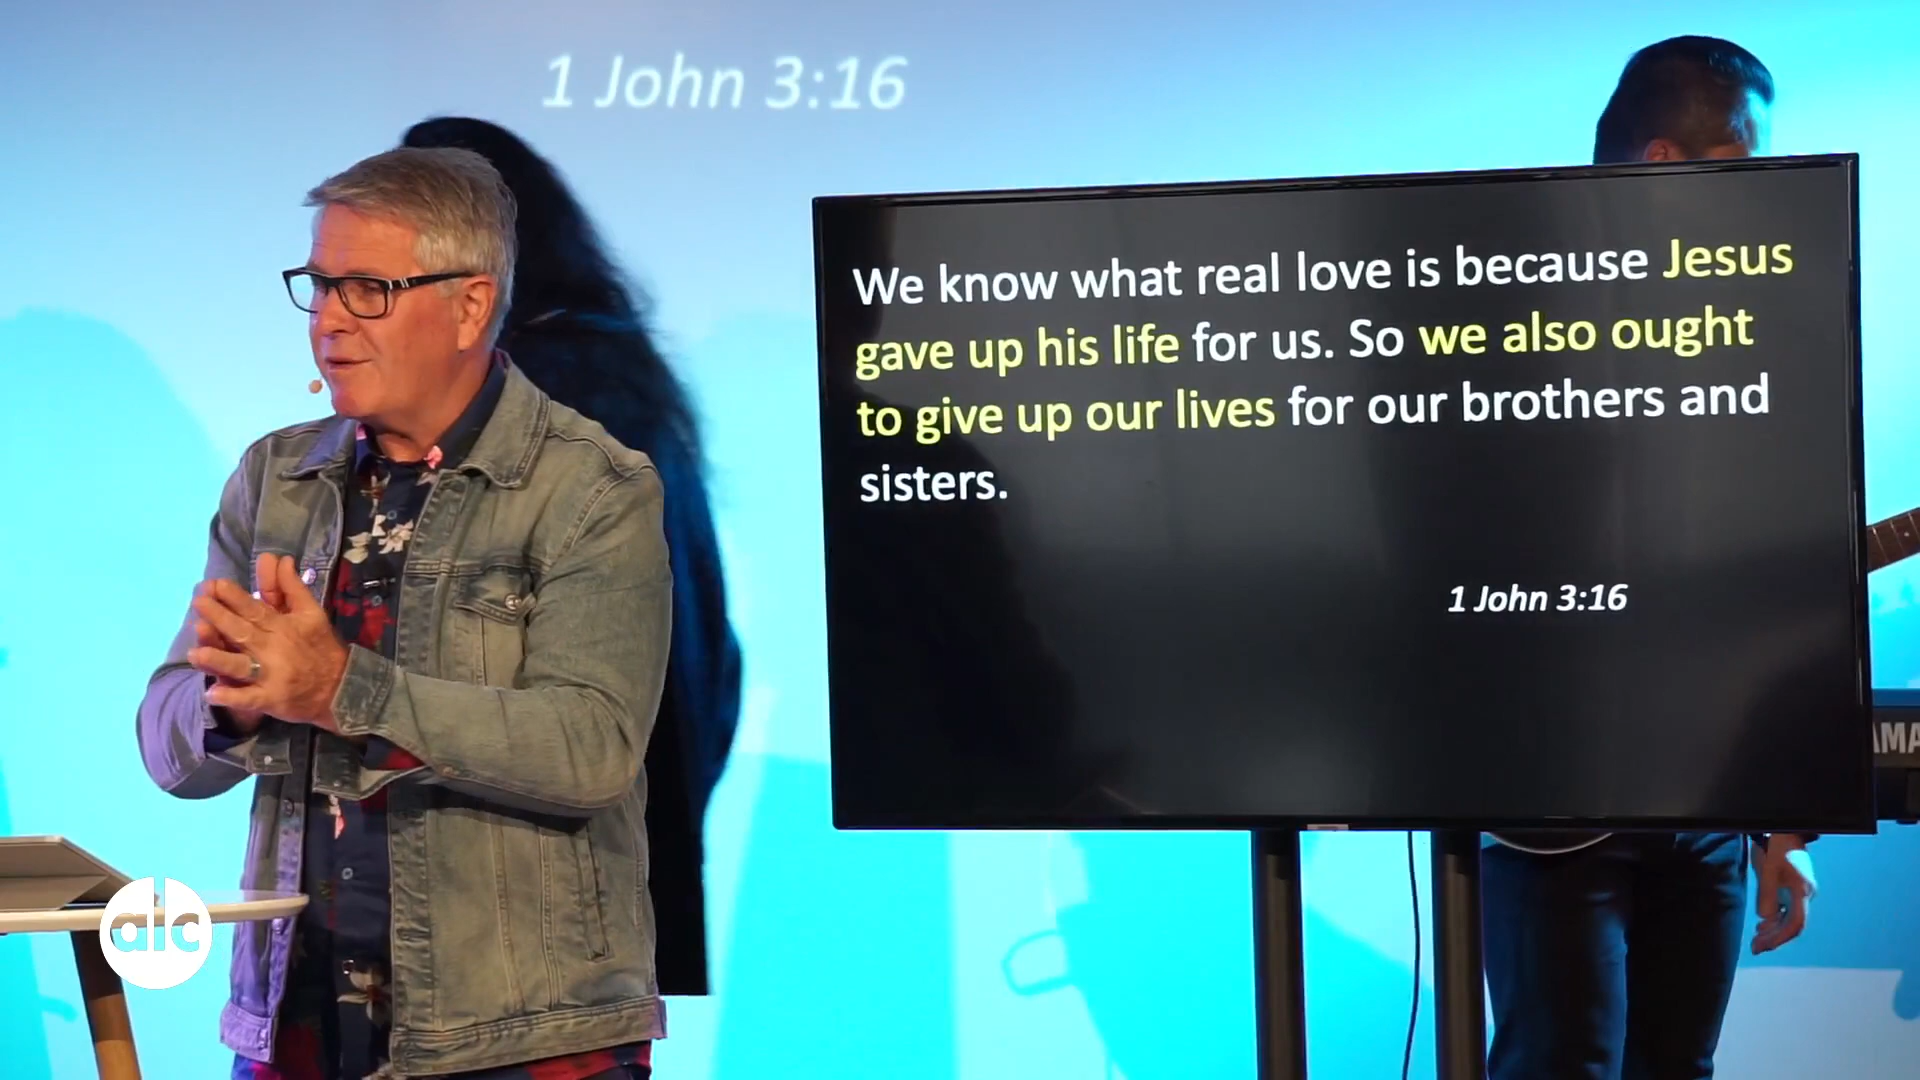 1 John 3:16
We know what real love is because Jesus
gave up his life for us. So we also ought
to give up our lives for our brothers and
sisters.
1 John 3:16
alc